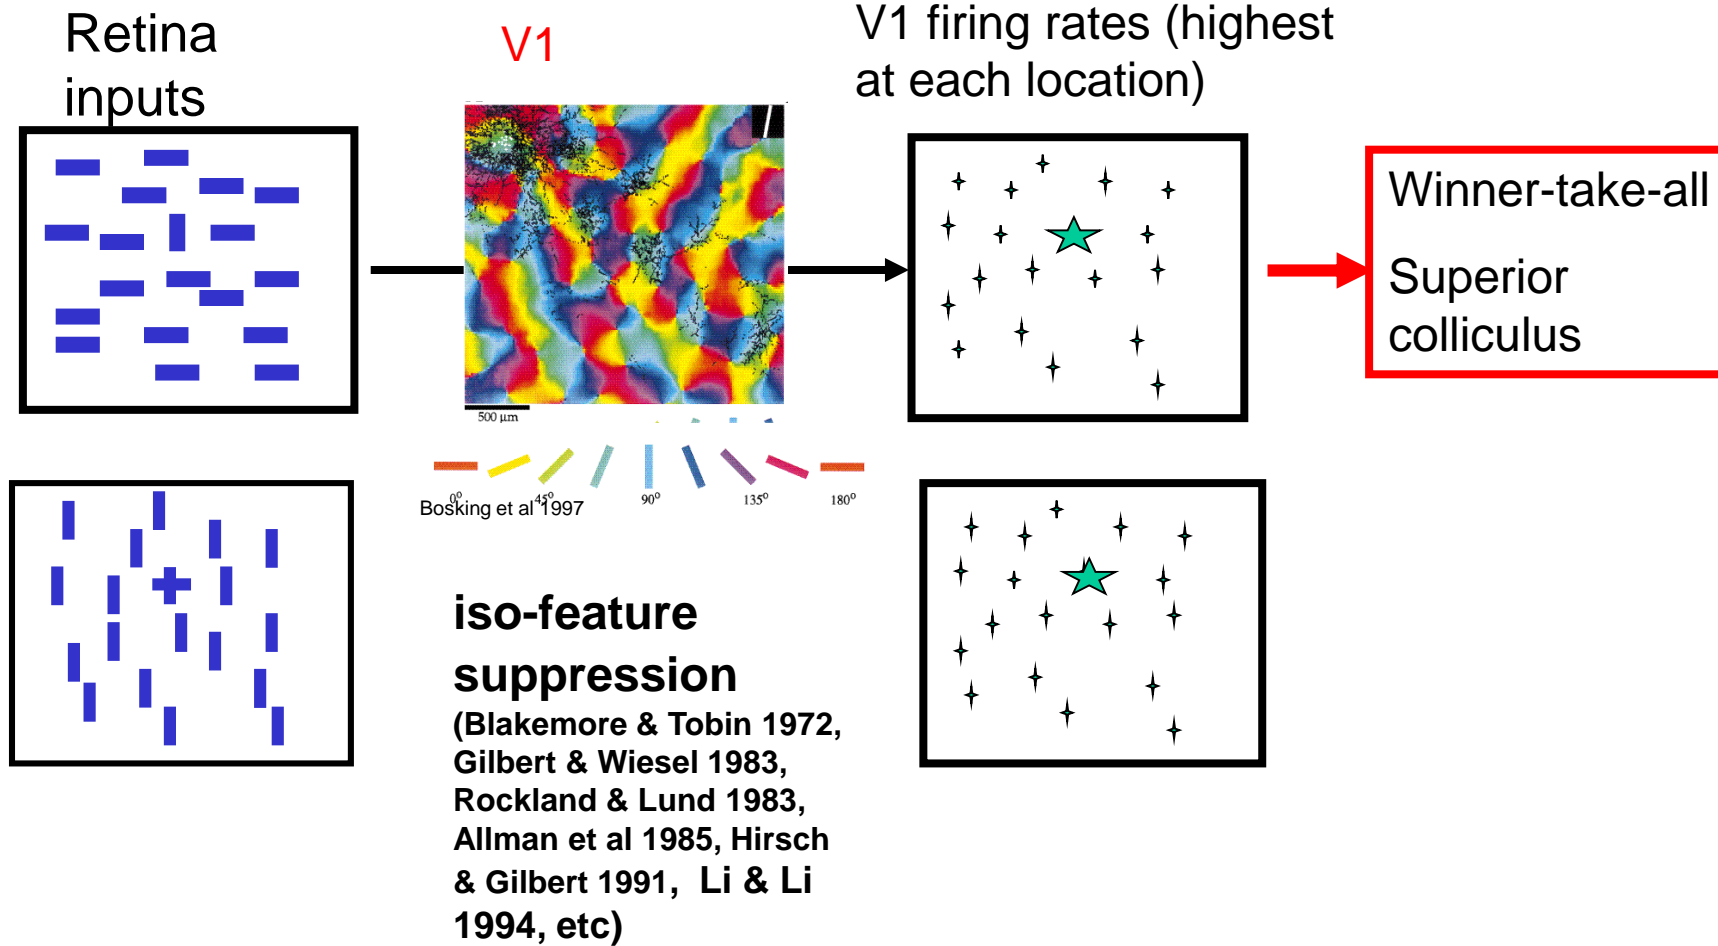 Retina
inputs
V1
V1 firing rates (highest
at each location)
Winner-take-all
Superior
colliculus
500 µm
0° 45° 90° 135° 180°
Bosking et al 1997
iso-feature
suppression
(Blakemore & Tobin 1972,
Gilbert & Wiesel 1983,
Rockland & Lund 1983,
Allman et al 1985, Hirsch
& Gilbert 1991, Li & Li
1994, etc)